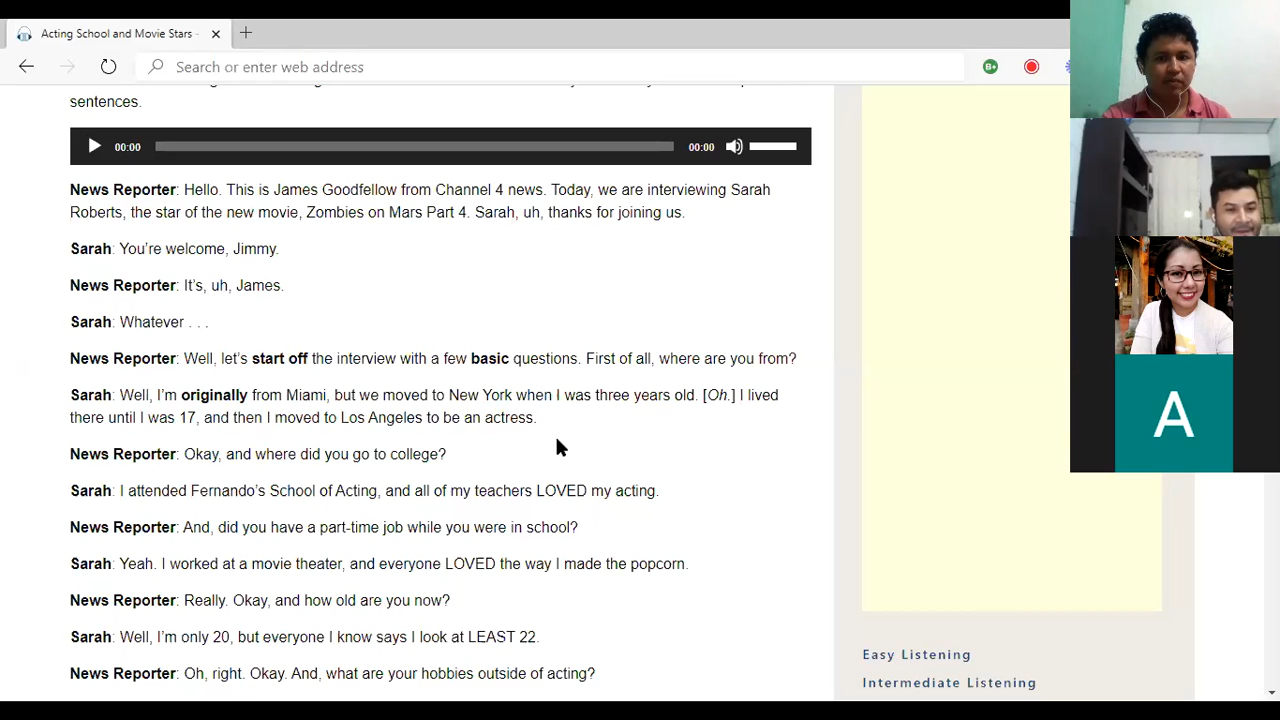 Acting School and Movie Stars -
Search or enter web address
sentences.
00:00
00:00
News Reporter: Hello. This is James Goodfellow from Channel 4 news. Today, we are interviewing Sarah
Roberts, the star of the new movie, Zombies on Mars Part 4. Sarah, uh, thanks for joining us.
Sarah: You’re welcome, Jimmy.
News Reporter: It’s, uh, James.
Sarah: Whatever . . .
News Reporter: Well, let’s start off the interview with a few basic questions. First of all, where are you from?
Sarah: Well, I’m originally from Miami, but we moved to New York when I was three years old. [Oh.] I lived
there until I was 17, and then I moved to Los Angeles to be an actress.
News Reporter: Okay, and where did you go to college?
Sarah: I attended Fernando’s School of Acting, and all of my teachers LOVED my acting.
News Reporter: And, did you have a part-time job while you were in school?
Sarah: Yeah. I worked at a movie theater, and everyone LOVED the way I made the popcorn.
News Reporter: Really. Okay, and how old are you now?
Sarah: Well, I’m only 20, but everyone I know says I look at LEAST 22.
News Reporter: Oh, right. Okay. And, what are your hobbies outside of acting?
Easy Listening
Intermediate Listening
B+
A